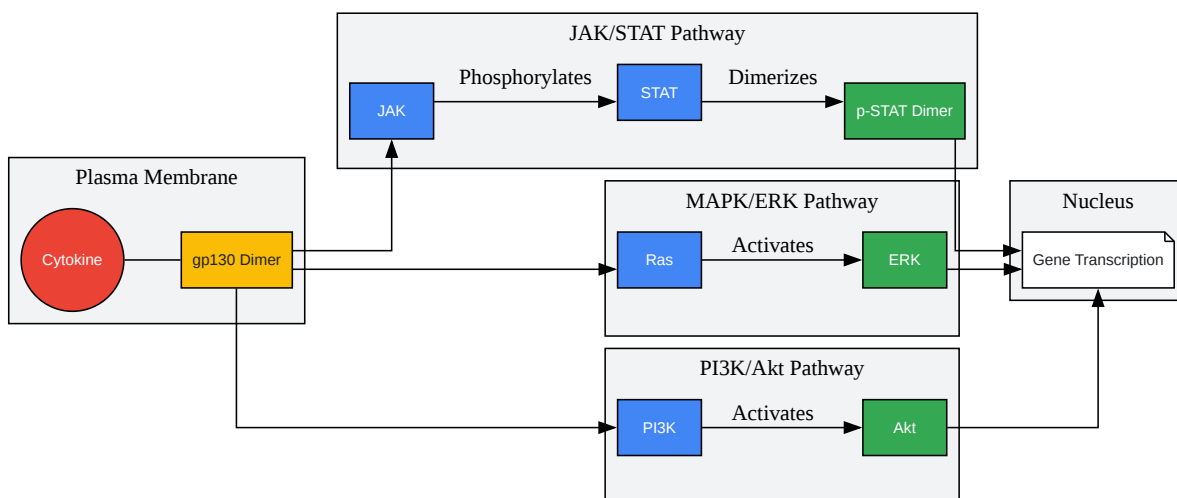 JAK/STAT Pathway
Phosphorylates
Dimerizes
JAK
STAT
p-STAT Dimer
Plasma Membrane
Cytokine
gp130 Dimer
MAPK/ERK Pathway
Activates
Ras
ERK
Nucleus
Gene Transcription
PI3K/Akt Pathway
Activates
PI3K
Akt